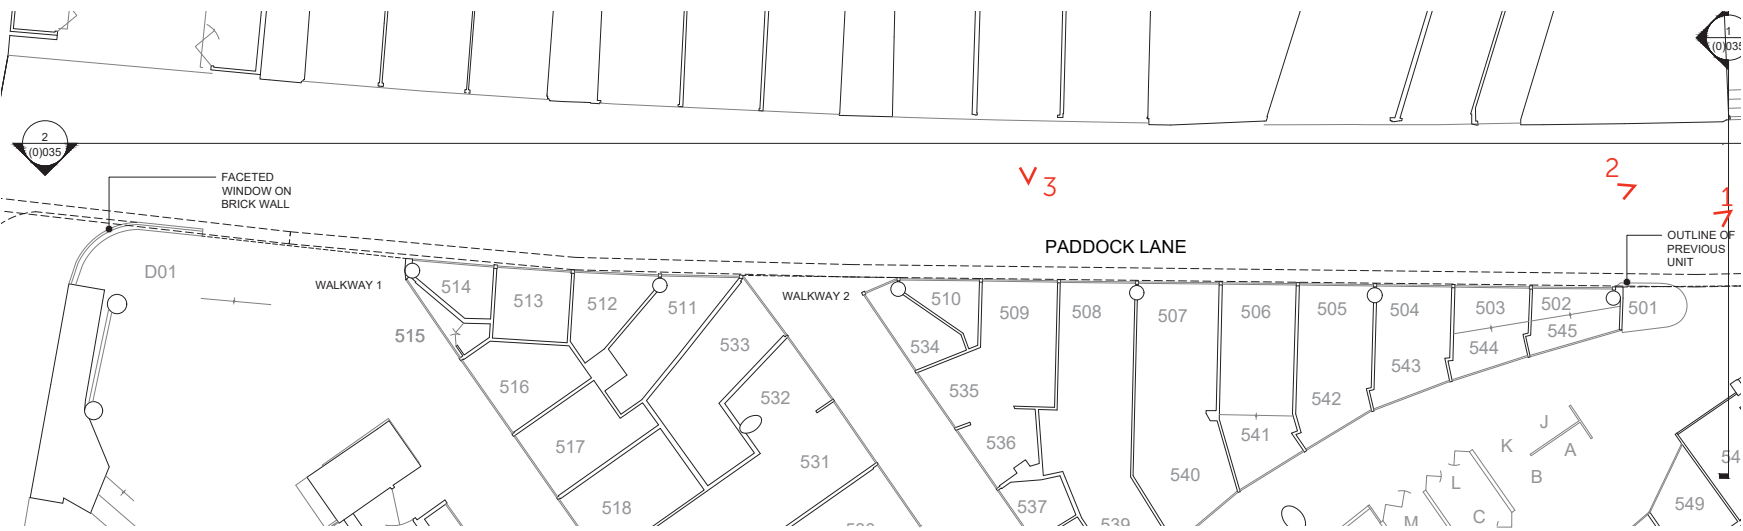 1
(0)035
2
(0)035
FACETED
WINDOW ON
BRICK WALL
3
2
1
PADDOCK LANE
OUTLINE OF
PREVIOUS
UNIT
D01
WALKWAY 1
WALKWAY 2
514
513
512
511
515
533
516
532
517
531
518
510
509
508
507
506
505
504
503
502
501
534
545
544
543
535
542
536
541
540
537
539
J
K
A
B
L
C
M
549